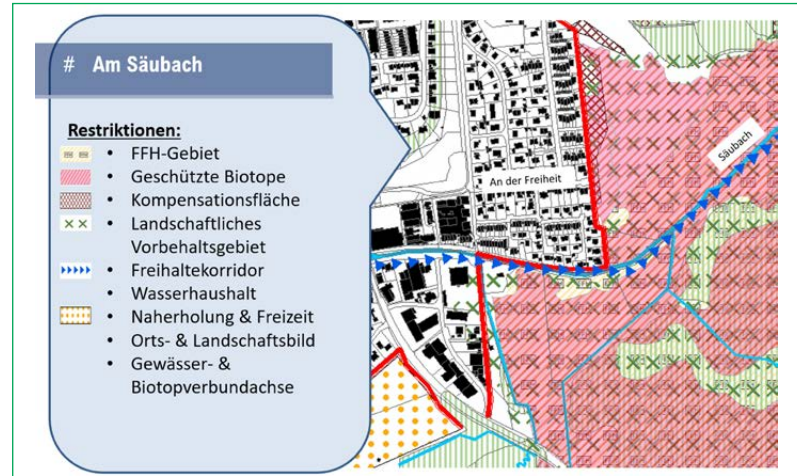 # Am Säubach
Restriktionen:
• FFH-Gebiet
• Geschützte Biotope
• Kompensationsfläche
• Landschaftliches
Vorbehaltsgebiet
• Freihaltekorridor
• Wasserhaushalt
• Naherholung & Freizeit
• Orts- & Landschaftsbild
• Gewässer- &
Biotopverbundachse
An der Freiheit
Säubach